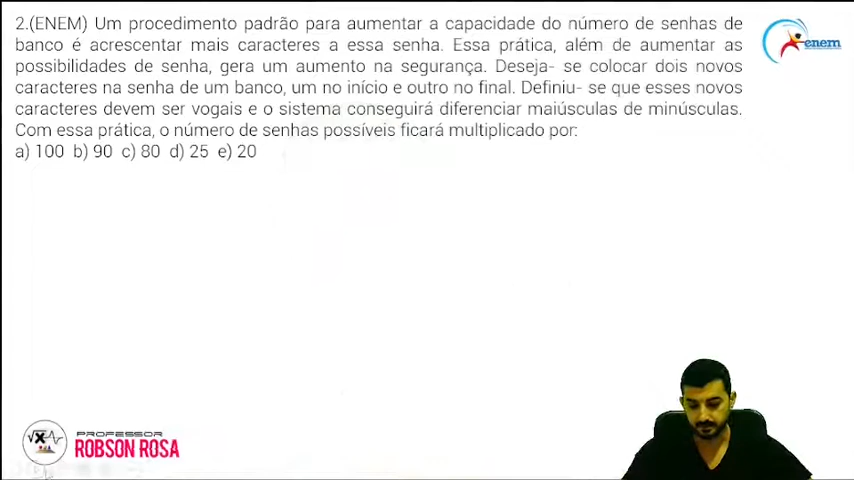 2.(ENEM) Um procedimento padrão para aumentar a capacidade do número de senhas de
banco é acrescentar mais caracteres a essa senha. Essa prática, além de aumentar as
possibilidades de senha, gera um aumento na segurança. Deseja- se colocar dois novos
caracteres na senha de um banco, um no início e outro no final. Definiu- se que esses novos
caracteres devem ser vogais e o sistema conseguirá diferenciar maiúsculas de minúsculas.
Com essa prática, o número de senhas possíveis ficará multiplicado por:
a) 100 b) 90 c) 80 d) 25 e) 20
enem
PROFESSOR
ROBSON ROSA